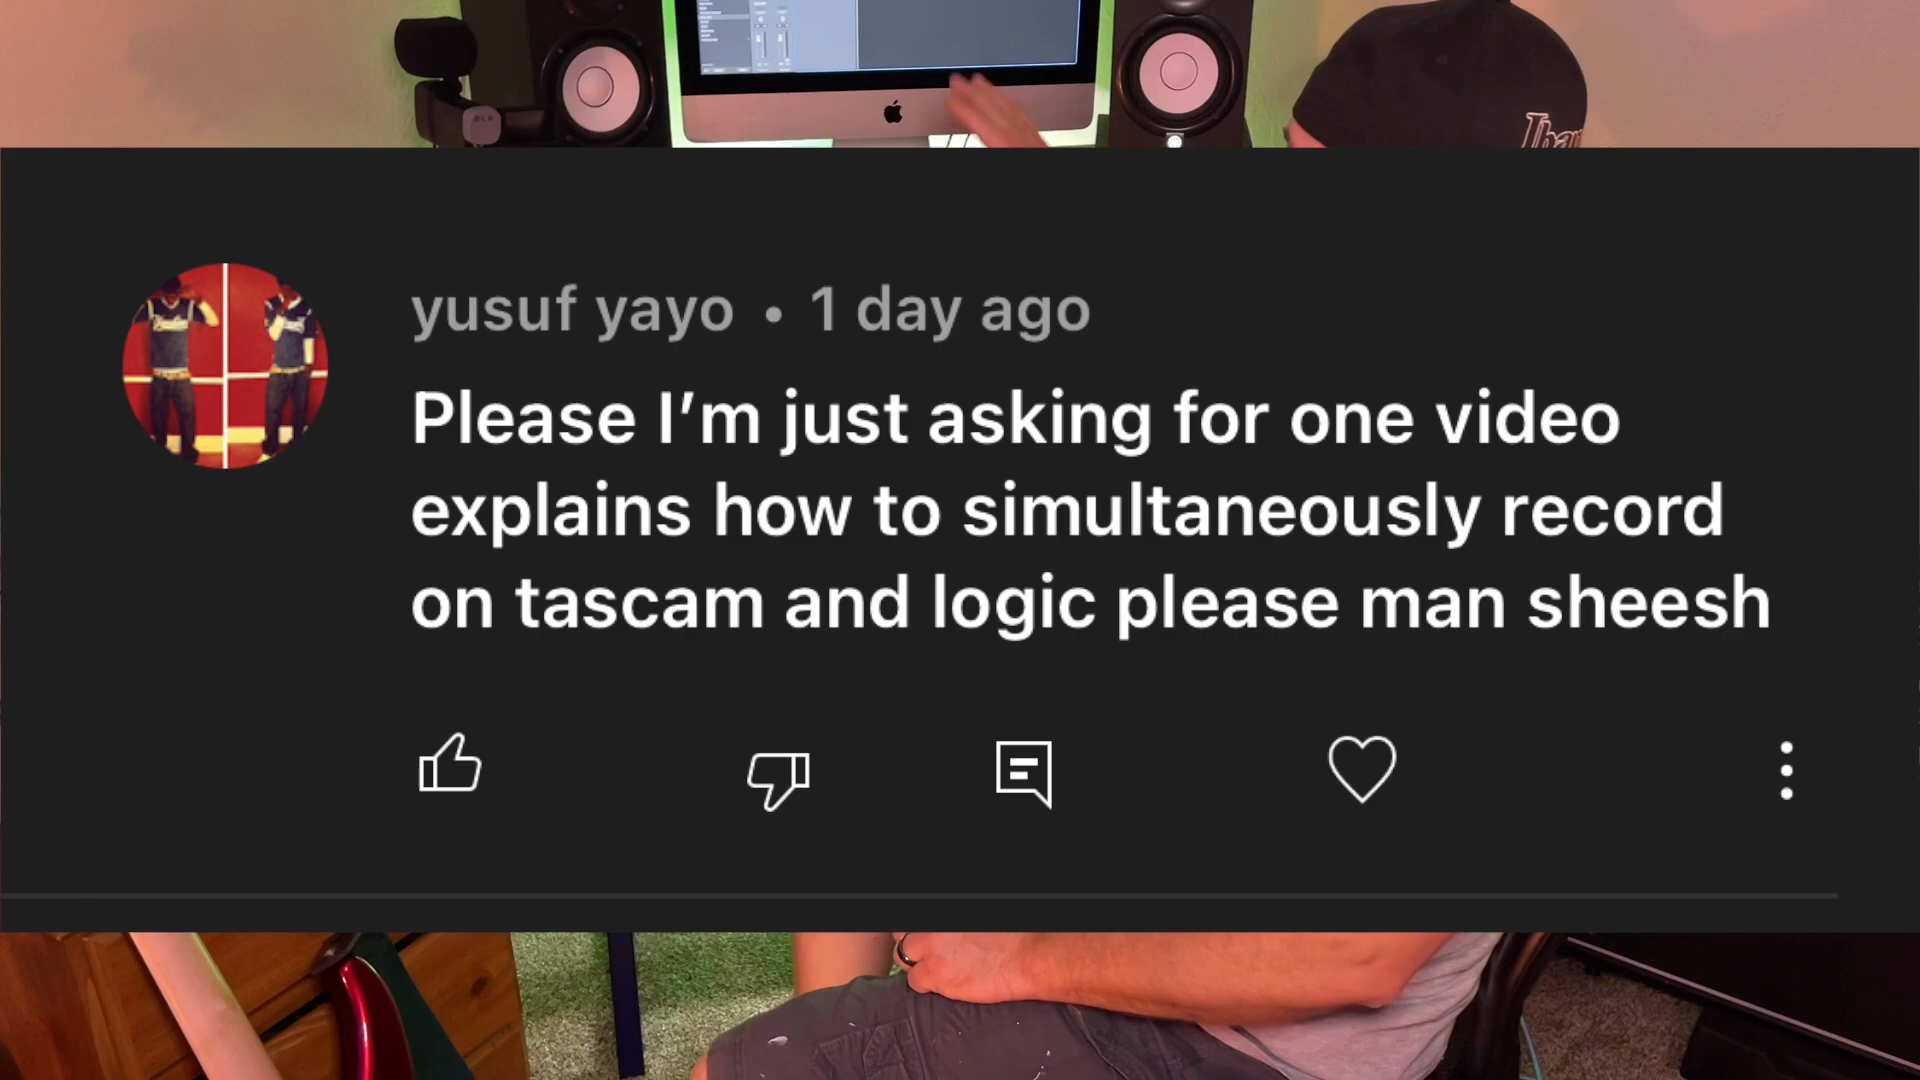 yusuf yayo • 1 day ago
Please I’m just asking for one video
explains how to simultaneously record
on tascam and logic please man sheesh